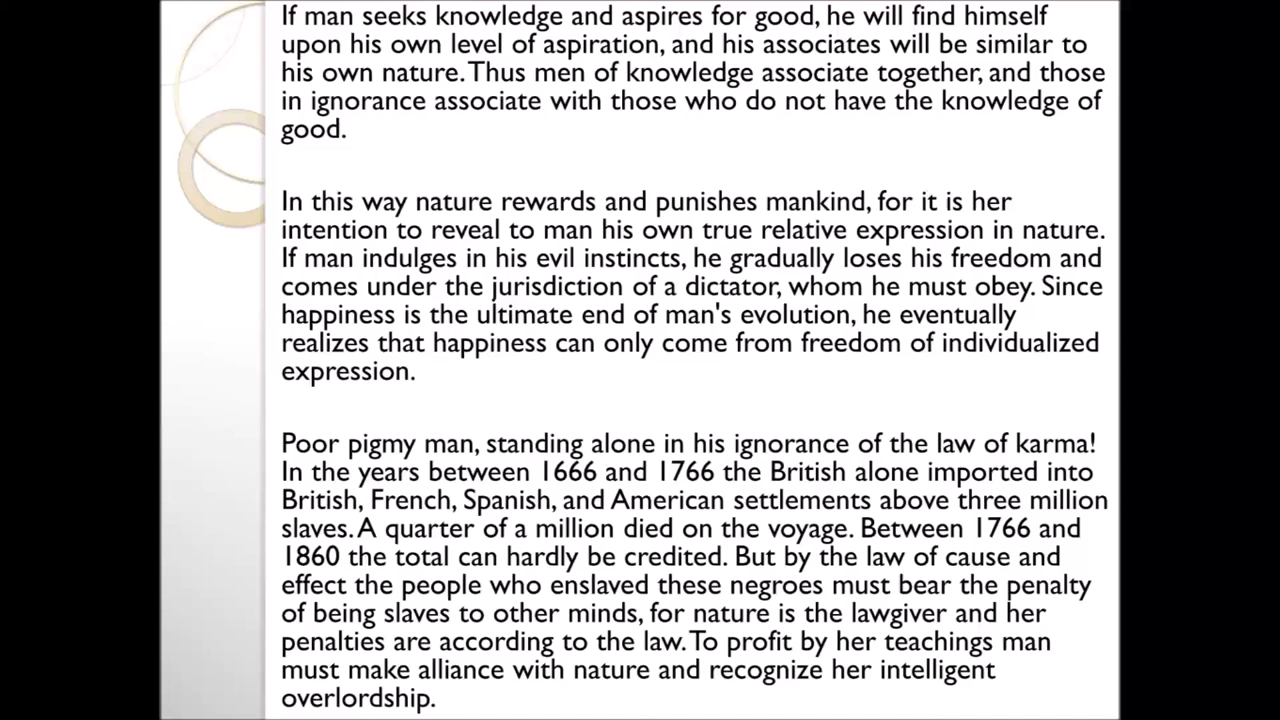 If man seeks knowledge and aspires for good, he will find himself
upon his own level of aspiration, and his associates will be similar to
his own nature. Thus men of knowledge associate together, and those
in ignorance associate with those who do not have the knowledge of
good.
In this way nature rewards and punishes mankind, for it is her
intention to reveal to man his own true relative expression in nature.
If man indulges in his evil instincts, he gradually loses his freedom and
comes under the jurisdiction of a dictator, whom he must obey. Since
happiness is the ultimate end of man's evolution, he eventually
realizes that happiness can only come from freedom of individualized
expression.
Poor pigmy man, standing alone in his ignorance of the law of karma!
In the years between 1666 and 1766 the British alone imported into
British, French, Spanish, and American settlements above three million
slaves. A quarter of a million died on the voyage. Between 1766 and
1860 the total can hardly be credited. But by the law of cause and
effect the people who enslaved these negroes must bear the penalty
of being slaves to other minds, for nature is the lawgiver and her
penalties are according to the law. To profit by her teachings man
must make alliance with nature and recognize her intelligent
overlordship.